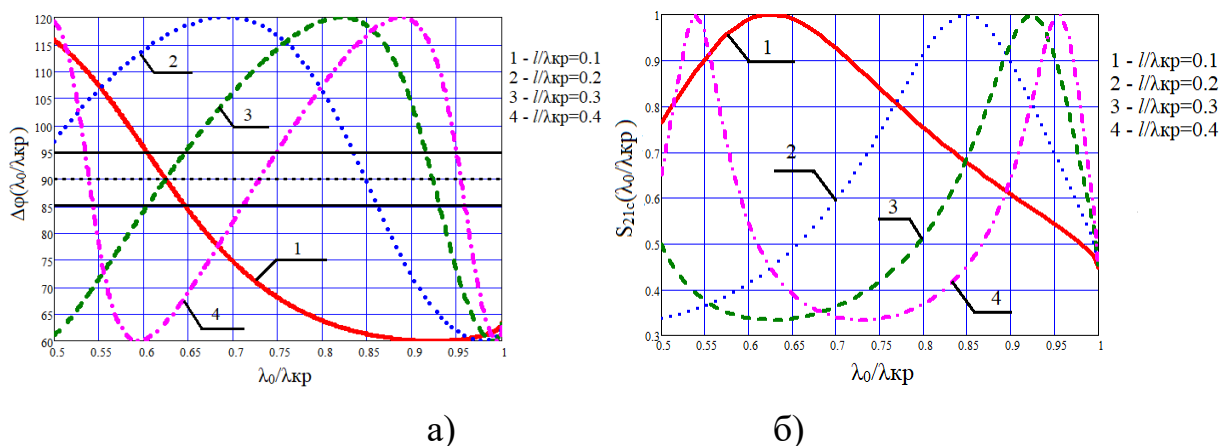 Δφ(λ₀/λкр)
120
115
110
105
100
95
90
85
80
75
70
65
60
0.5 0.55 0.6 0.65 0.7 0.75 0.8 0.85 0.9 0.95 1
λ₀/λкр
1
2
3
4
1 - l/λкр=0.1
2 - l/λкр=0.2
3 - l/λкр=0.3
4 - l/λкр=0.4
а)
S₂₁c(λ₀/λкр)
1
0.9
0.8
0.7
0.6
0.5
0.4
0.3
0.5 0.55 0.6 0.65 0.7 0.75 0.8 0.85 0.9 0.95 1
λ₀/λкр
1
2
3
4
1 - l/λкр=0.1
2 - l/λкр=0.2
3 - l/λкр=0.3
4 - l/λкр=0.4
б)